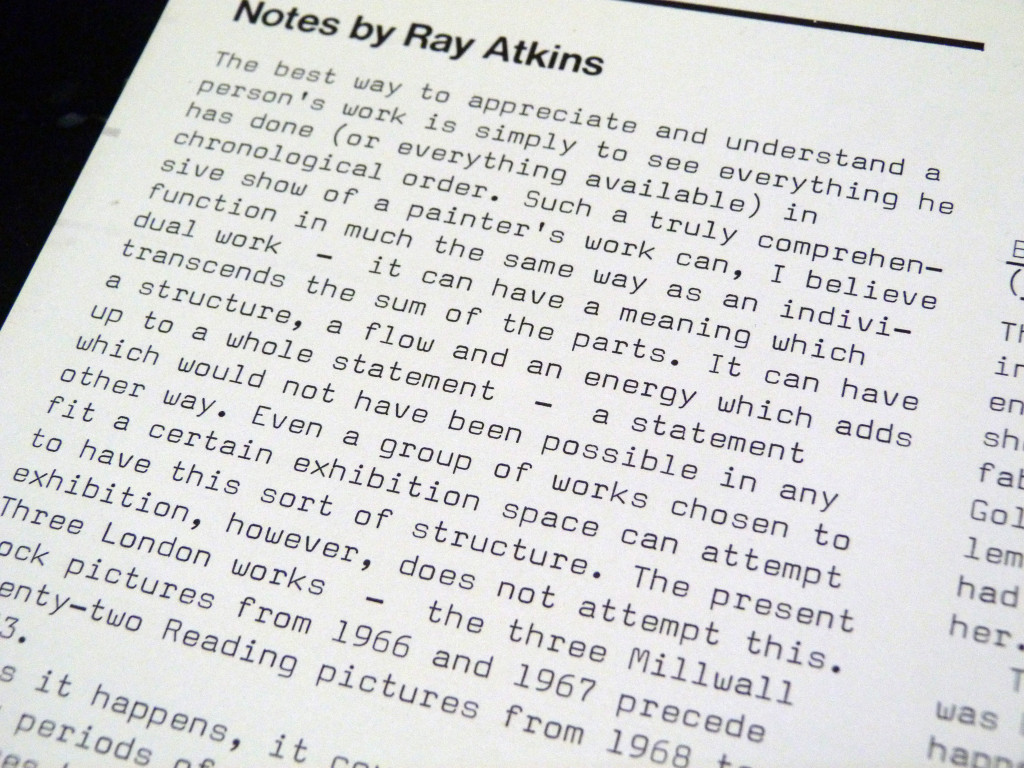 Notes by Ray Atkins
The best way to appreciate and understand a
person's work is simply to see everything he
has done (or everything available) in
chronological order. Such a truly comprehen-
sive show of a painter's work can, I believe
function in much the same way as an indivi-
dual work - it can have a meaning which
transcends the sum of the parts. It can have
a structure, a flow and an energy which adds
up to a whole statement - a statement
which would not have been possible in any
other way. Even a group of works chosen to
fit a certain exhibition space can attempt
to have this sort of structure. The present
exhibition, however, does not attempt this.
Three London works - the three Millwall
ock pictures from 1966 and 1967 precede
enty-two Reading pictures from 1968 to
3.
s it happens, it co
periods of
Th
in
en
sh
fab
Gol
lem
had
her.
T
was
happ